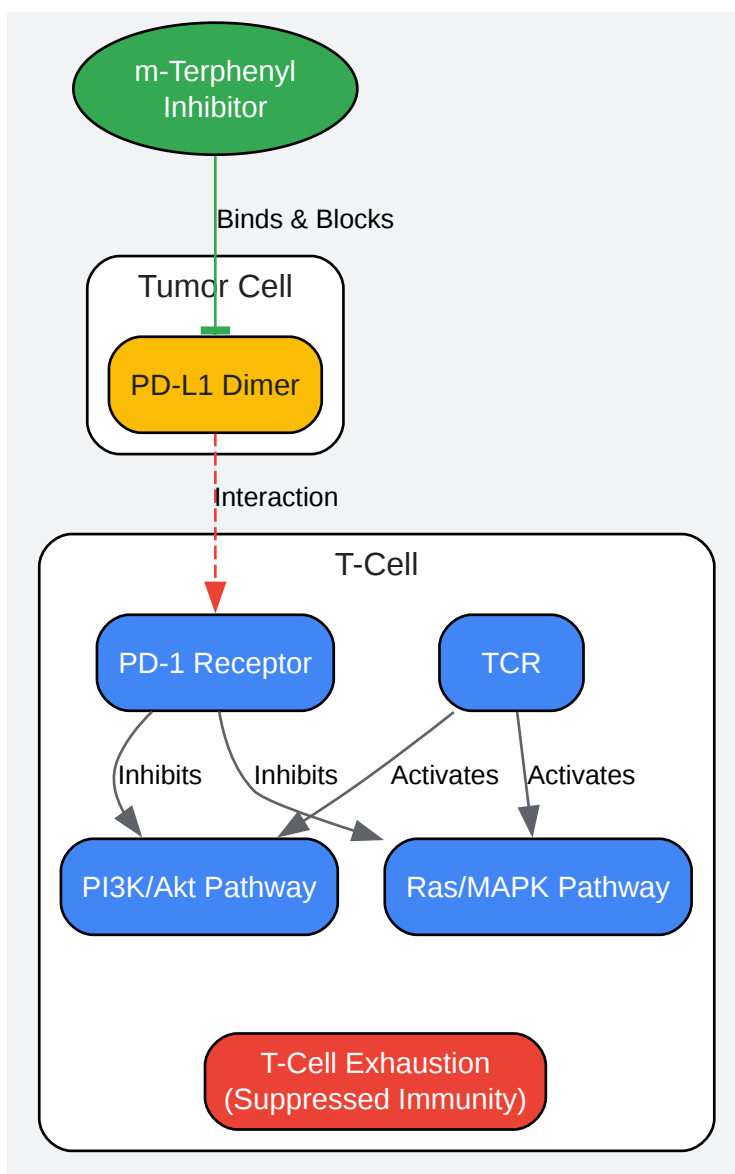 m-Terphenyl
Inhibitor
Binds & Blocks
Tumor Cell
PD-L1 Dimer
Interaction
T-Cell
PD-1 Receptor
TCR
Inhibits
Inhibits
Activates
Activates
PI3K/Akt Pathway
Ras/MAPK Pathway
T-Cell Exhaustion
(Suppressed Immunity)